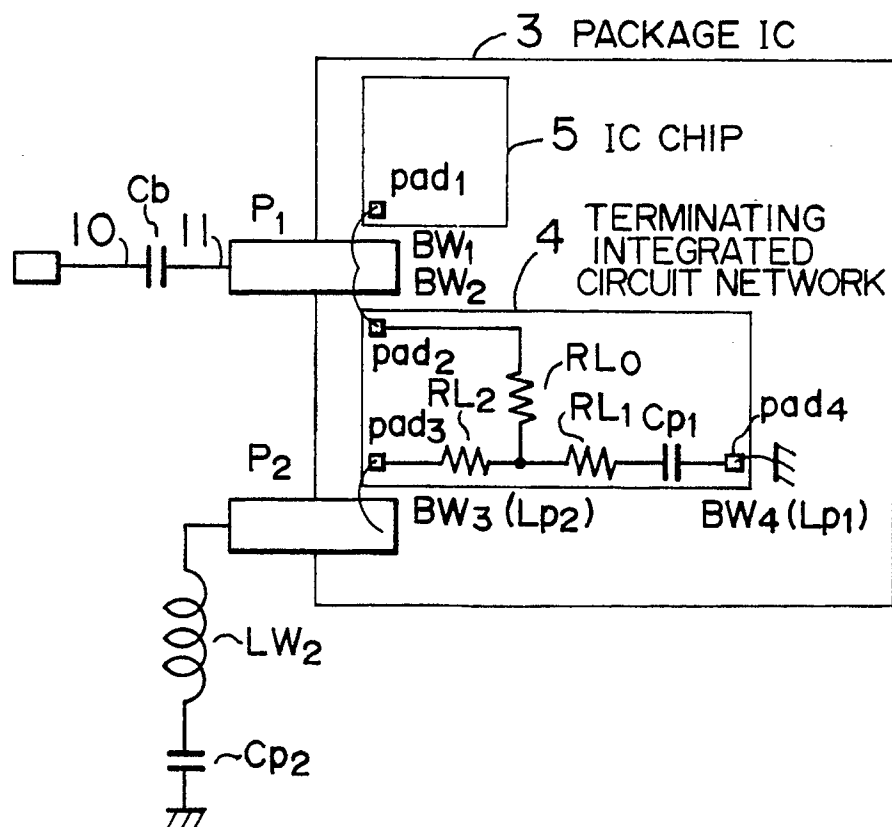 3 PACKAGE IC
5 IC CHIP
pad1
Cb
P1
10
11
BW1
BW2
4 TERMINATING
INTEGRATED
CIRCUIT NETWORK
pad2
RL0
RL2
RL1
Cp1
pad4
pad3
P2
BW3 (Lp2)
BW4 (Lp1)
LW2
Cp2